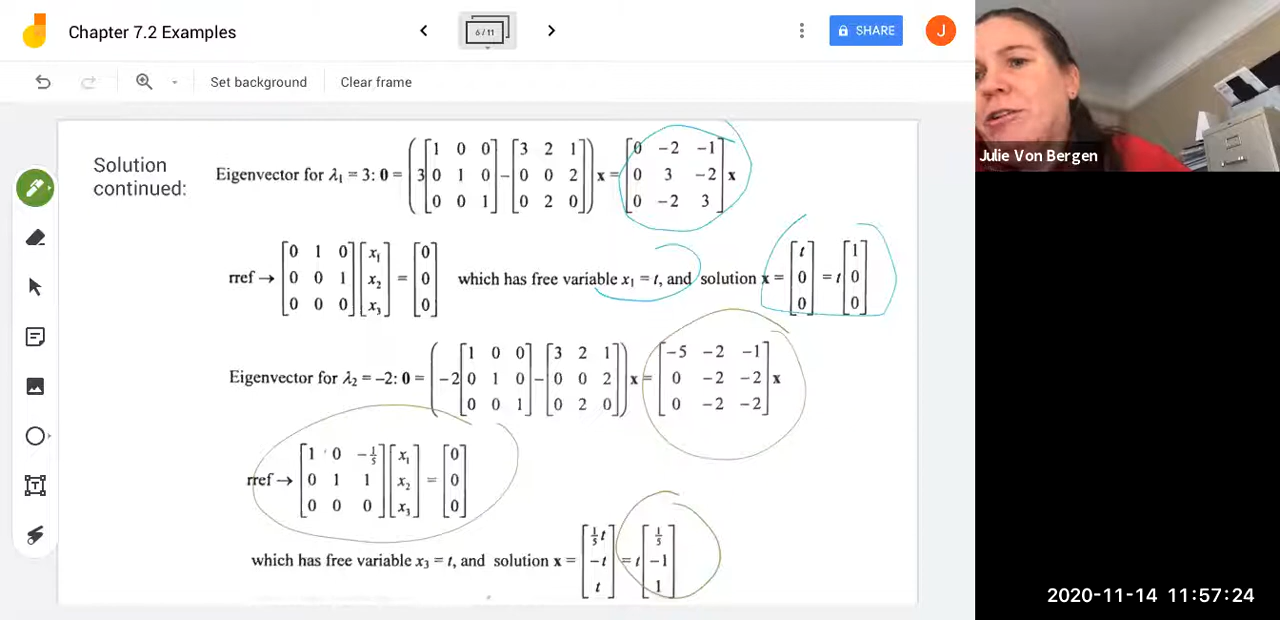 Chapter 7.2 Examples
6 / 11
SHARE
J
Set background
Clear frame
Julie Von Bergen
Solution continued:
Eigenvector for λ₁ = 3: 0 = (3[1 0 0; 0 1 0; 0 0 1] − [3 2 1; 0 0 2; 0 2 0]) x = [0 −2 −1; 0 3 −2; 0 −2 3] x
rref → [0 1 0; 0 0 1; 0 0 0] [x₁; x₂; x₃] = [0; 0; 0] which has free variable x₁ = t, and solution x = [t; 0; 0] = t [1; 0; 0]
Eigenvector for λ₂ = −2: 0 = (−2[1 0 0; 0 1 0; 0 0 1] − [3 2 1; 0 0 2; 0 2 0]) x = [−5 −2 −1; 0 −2 −2; 0 −2 −2] x
rref → [1 0 −1/5; 0 1 1; 0 0 0] [x₁; x₂; x₃] = [0; 0; 0]
which has free variable x₃ = t, and solution x = [1/5 t; −t; t] = t [1/5; −1; 1]
2020-11-14 11:57:24